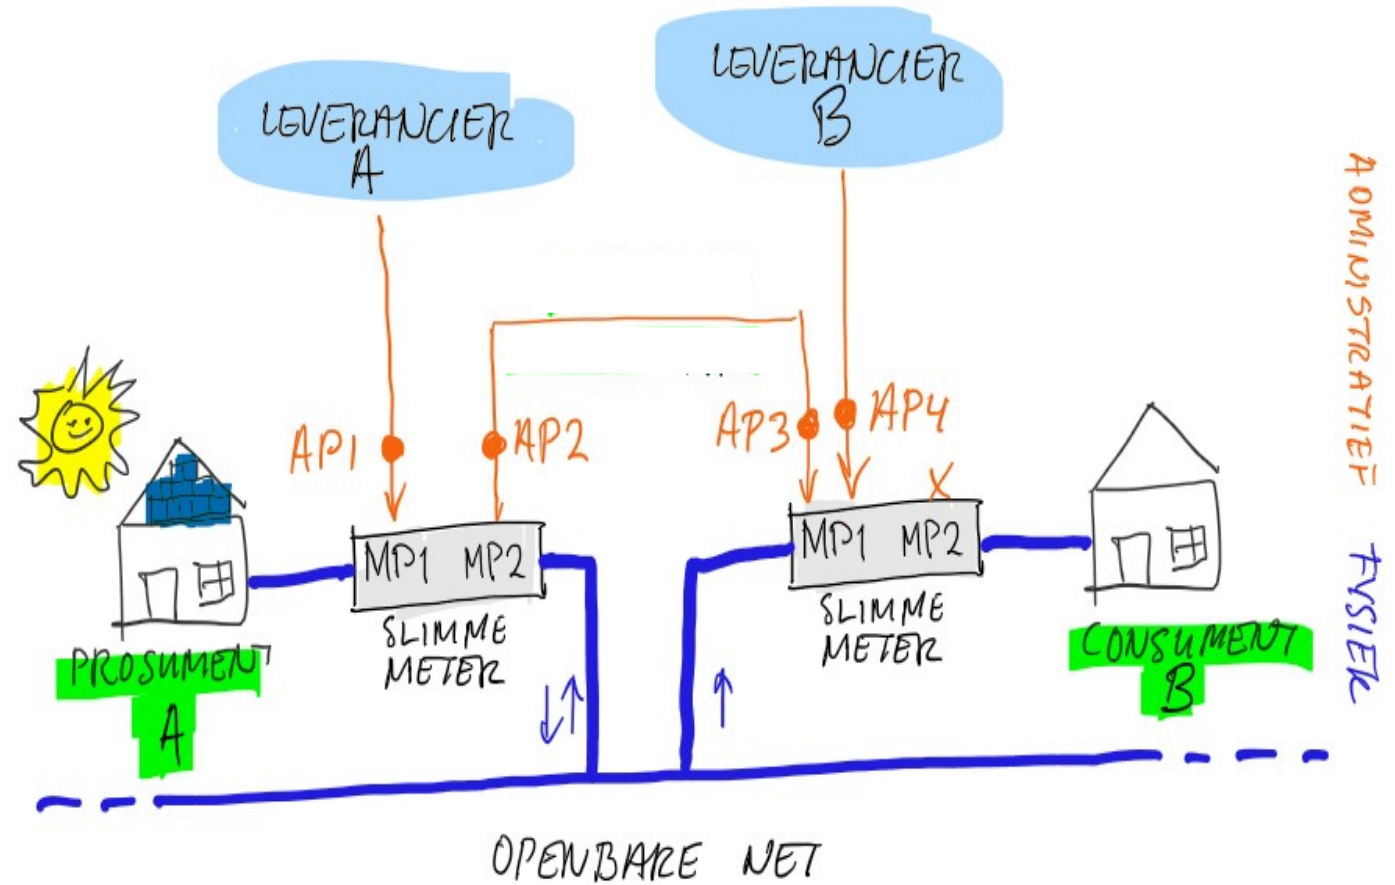 LEVERANCIER
A
LEVERANCIER
B
ADMINISTRATIEF
FYSIEK
AP1
AP2
AP3
AP4
X
MP1 MP2
SLIMME
METER
MP1 MP2
SLIMME
METER
PROSUMENT
A
CONSUMENT
B
OPENBARE NET